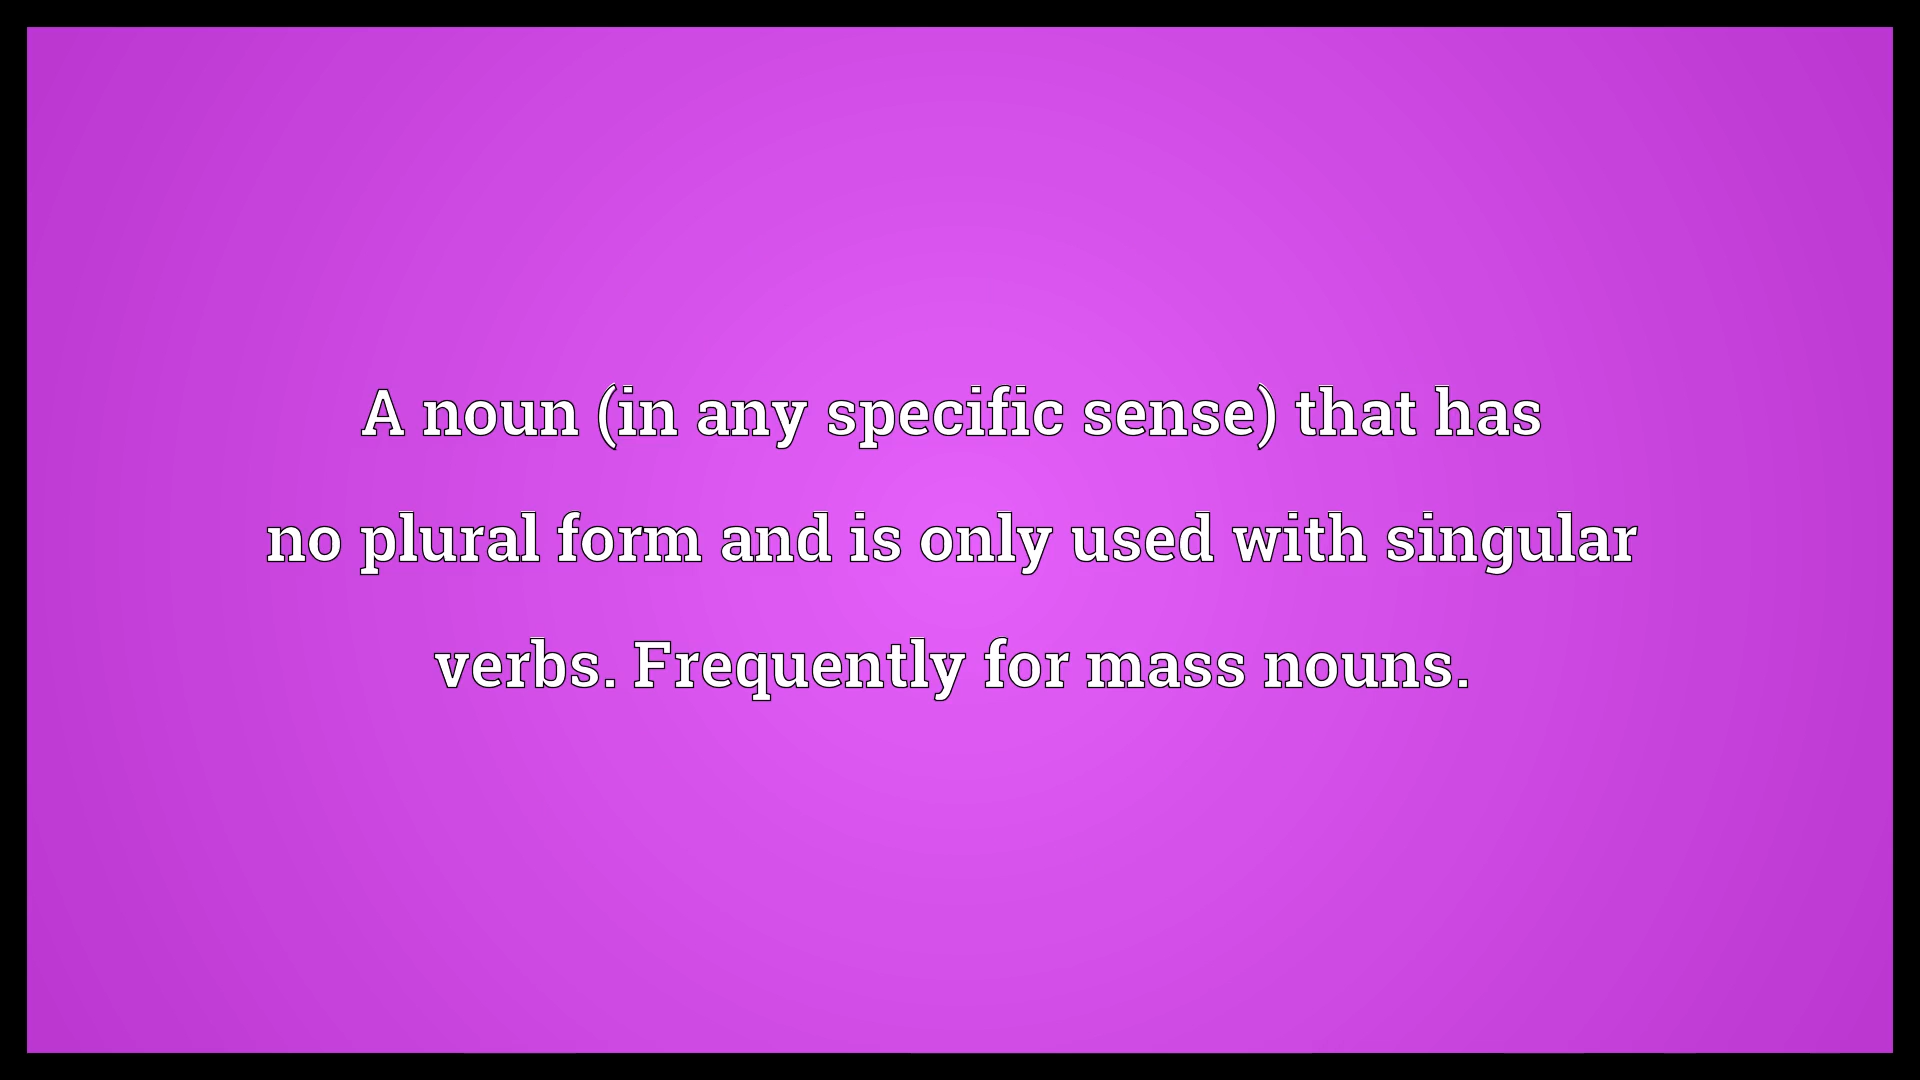 A noun (in any specific sense) that has
no plural form and is only used with singular
verbs. Frequently for mass nouns.